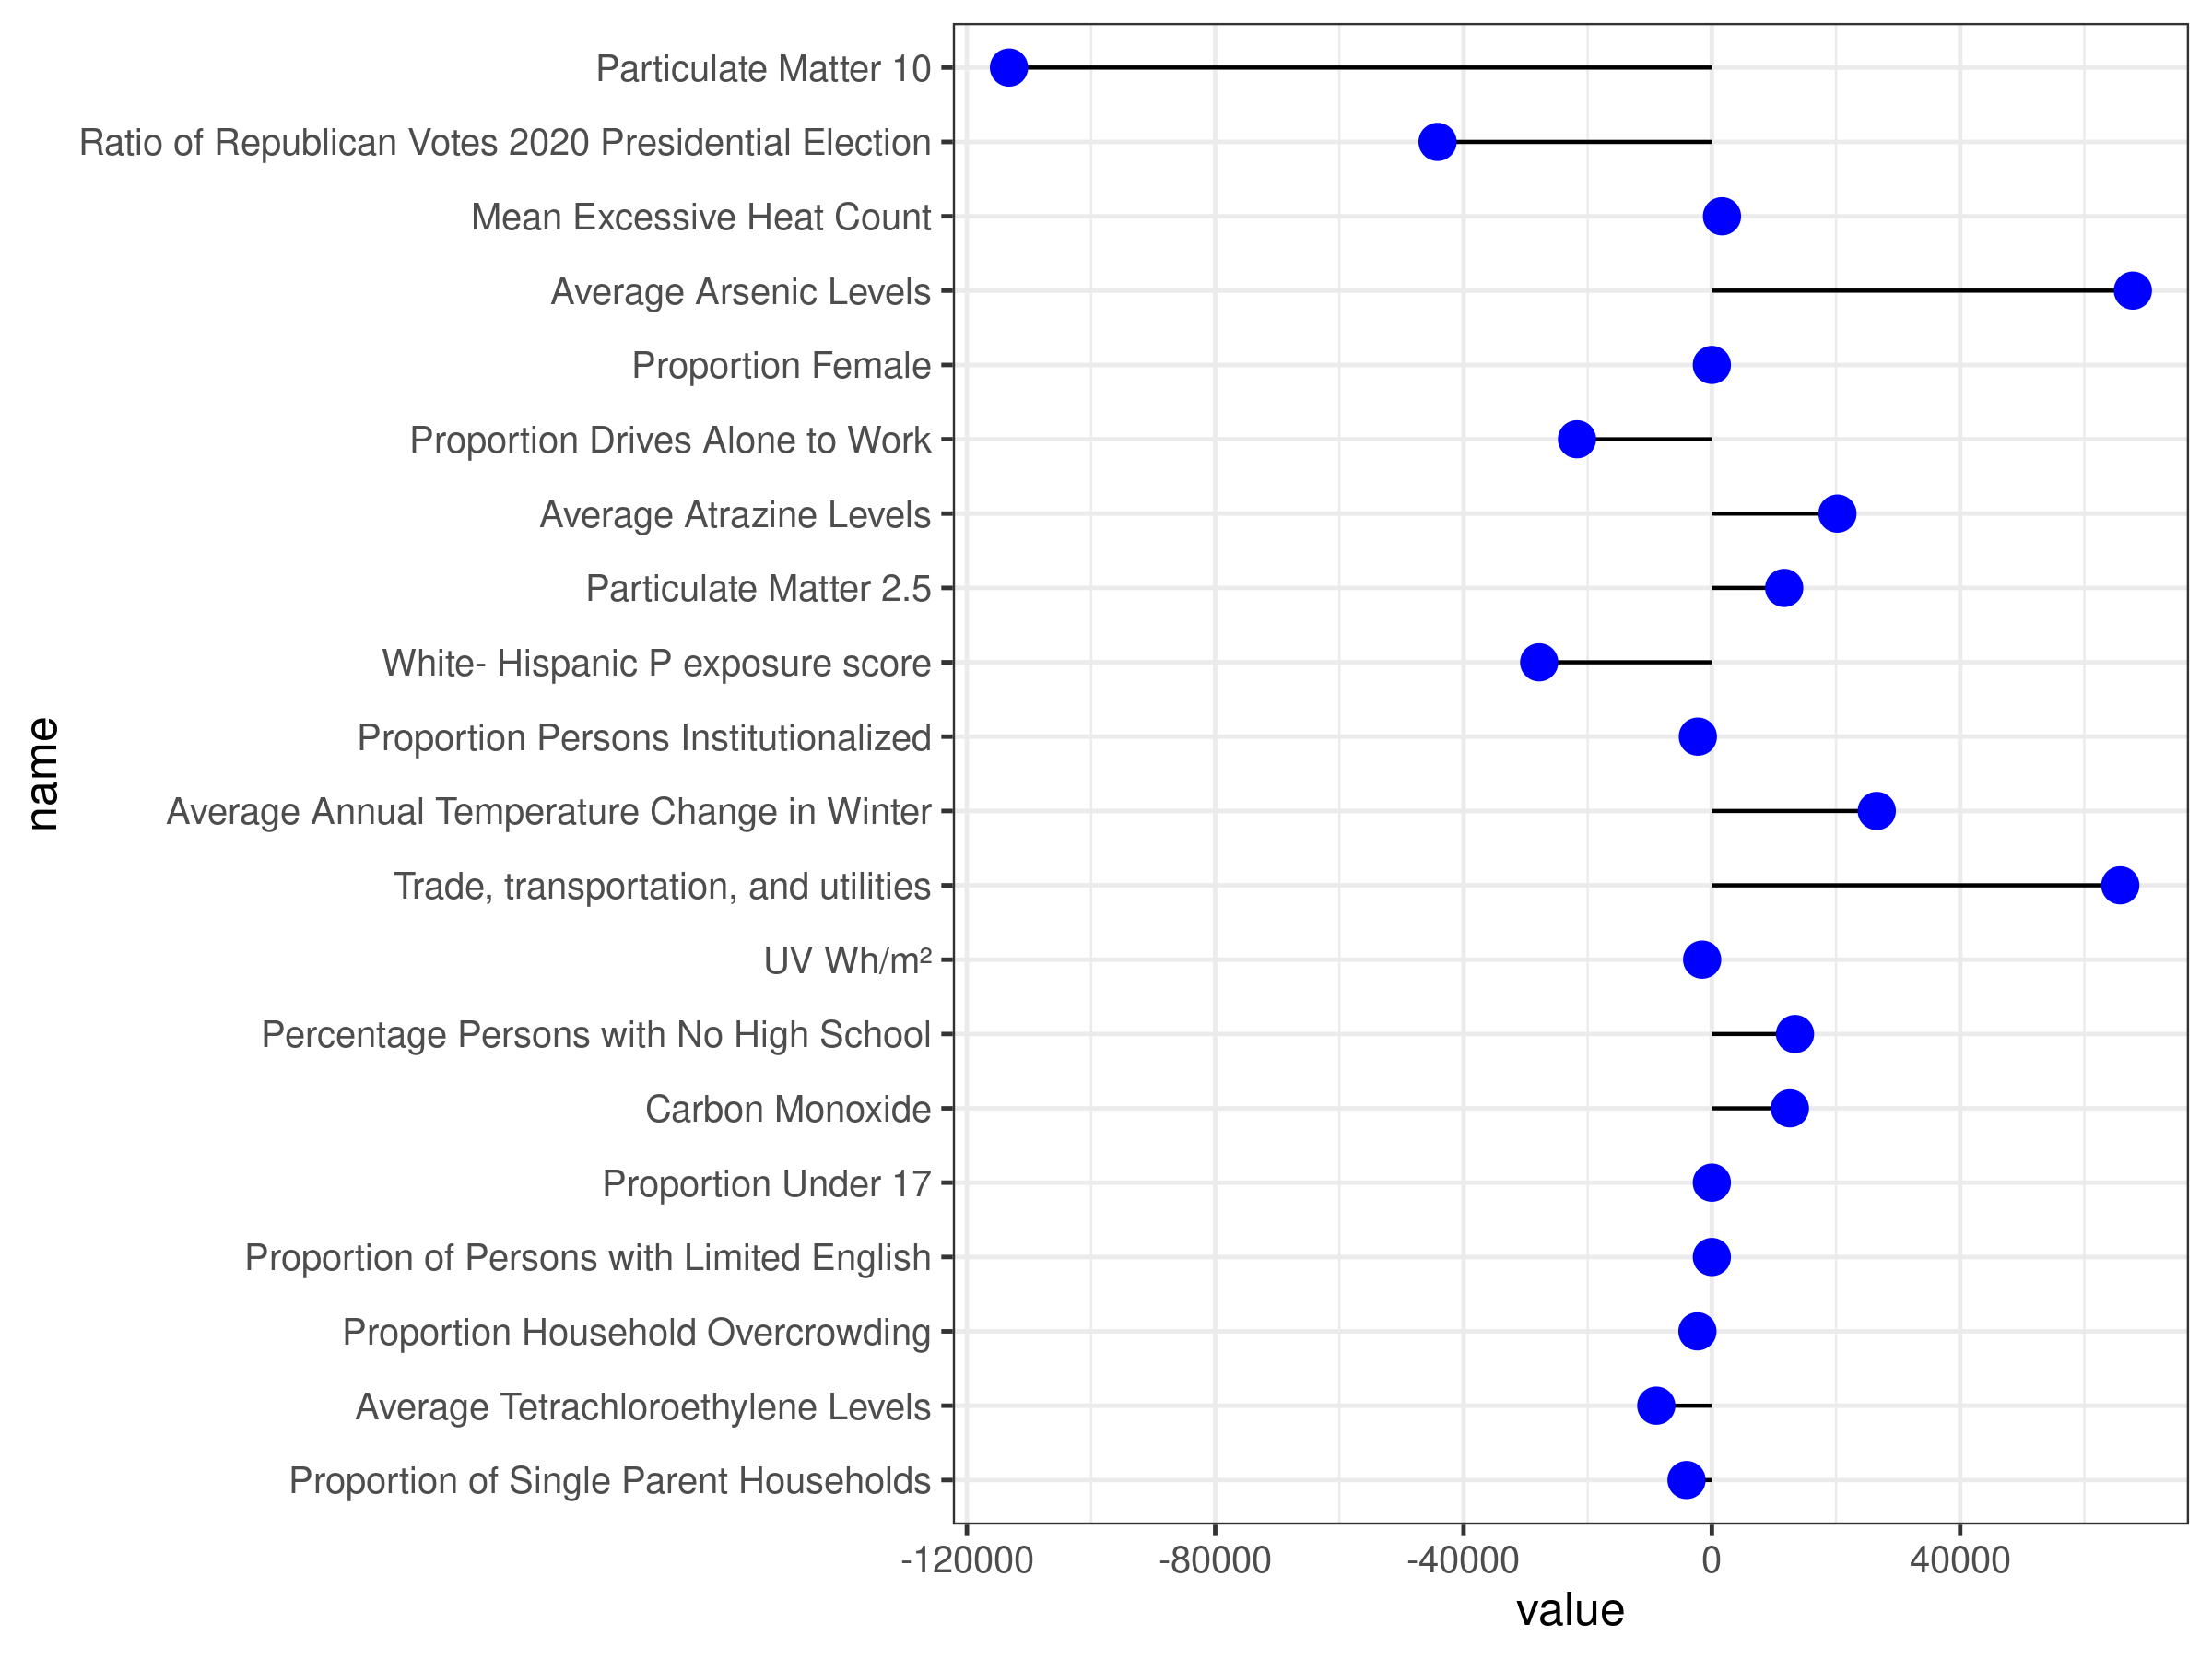 Particulate Matter 10
Ratio of Republican Votes 2020 Presidential Election
Mean Excessive Heat Count
Average Arsenic Levels
Proportion Female
Proportion Drives Alone to Work
Average Atrazine Levels
Particulate Matter 2.5
White- Hispanic P exposure score
Proportion Persons Institutionalized
Average Annual Temperature Change in Winter
Trade, transportation, and utilities
UV Wh/m²
Percentage Persons with No High School
Carbon Monoxide
Proportion Under 17
Proportion of Persons with Limited English
Proportion Household Overcrowding
Average Tetrachloroethylene Levels
Proportion of Single Parent Households
name
-120000 -80000 -40000 0 40000
value